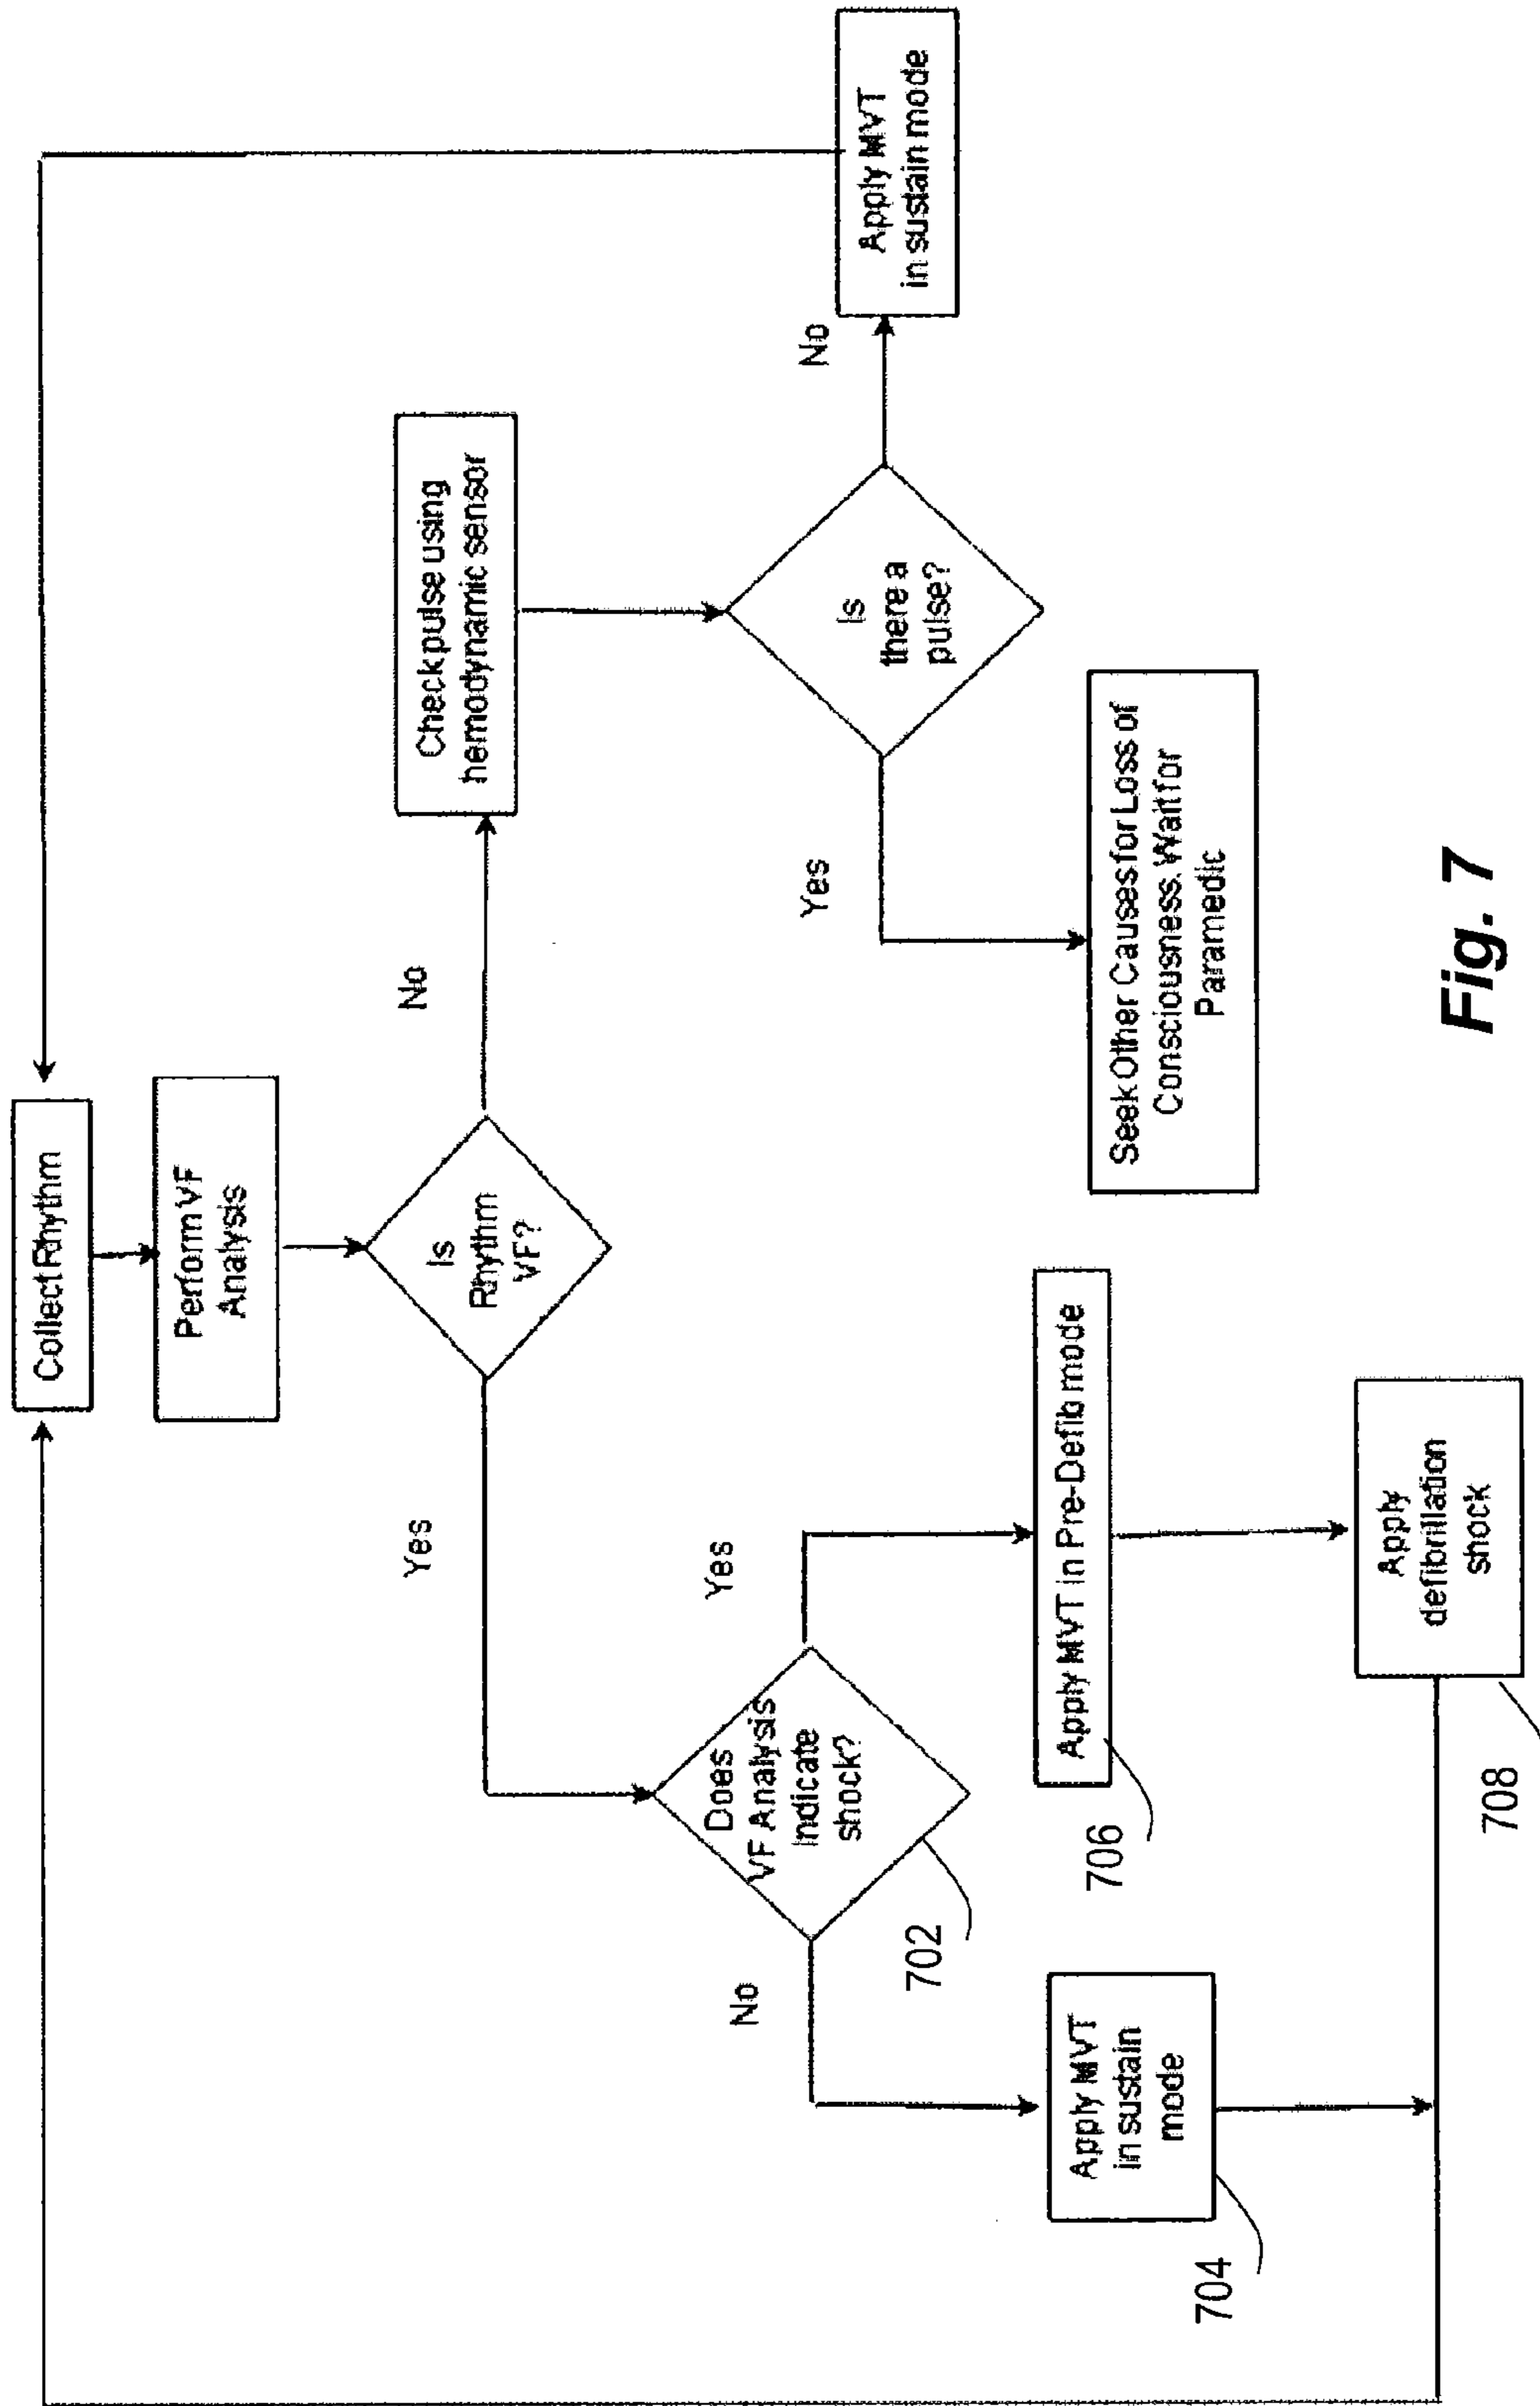 Collect Rhythm
Perform VF
Analysis
Is
Rhythm
VF?
Yes
No
Check pulse using
hemodynamic sensor
Does
VF Analysis
Indicate
shock?
702
No
Yes
Is
there a
pulse?
Yes
No
Apply MVT
in sustain mode
Apply MVT
in sustain
mode
704
Apply MVT in Pre-Defib mode
706
Seek Other Causes for Loss of
Consciousness. Wait for
Paramedic
Apply
defibrillation
shock
708
Fig. 7